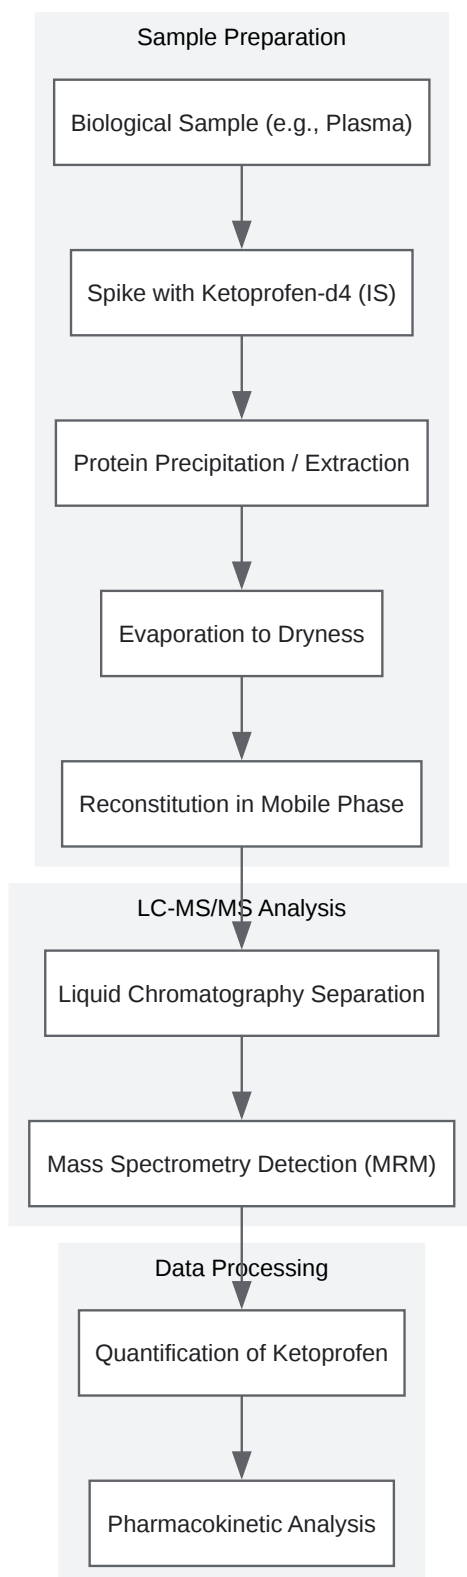 Sample Preparation
Biological Sample (e.g., Plasma)
Spike with Ketoprofen-d4 (IS)
Protein Precipitation / Extraction
Evaporation to Dryness
Reconstitution in Mobile Phase
LC-MS/MS Analysis
Liquid Chromatography Separation
Mass Spectrometry Detection (MRM)
Data Processing
Quantification of Ketoprofen
Pharmacokinetic Analysis